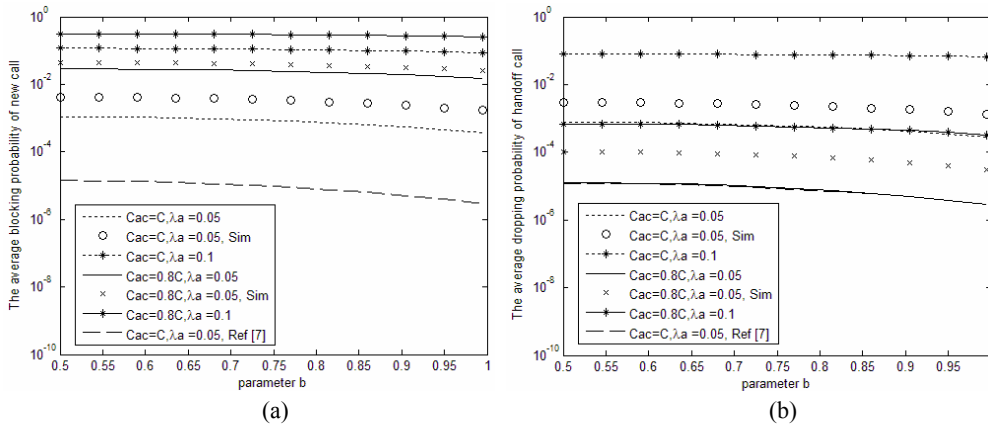 The average blocking probability of new call
10^0
10^-2
10^-4
10^-6
10^-8
10^-10
Cac=C,λa =0.05
Cac=C,λa =0.05, Sim
Cac=C,λa =0.1
Cac=0.8C,λa =0.05
Cac=0.8C,λa =0.05, Sim
Cac=0.8C,λa =0.1
Cac=C,λa =0.05, Ref [7]
0.5 0.55 0.6 0.65 0.7 0.75 0.8 0.85 0.9 0.95 1
parameter b
(a)
The average dropping probability of handoff call
10^0
10^-2
10^-4
10^-6
10^-8
10^-10
Cac=C,λa =0.05
Cac=C,λa =0.05, Sim
Cac=C,λa =0.1
Cac=0.8C,λa =0.05
Cac=0.8C,λa =0.05, Sim
Cac=0.8C,λa =0.1
Cac=C,λa =0.05, Ref [7]
0.5 0.55 0.6 0.65 0.7 0.75 0.8 0.85 0.9 0.95
parameter b
(b)